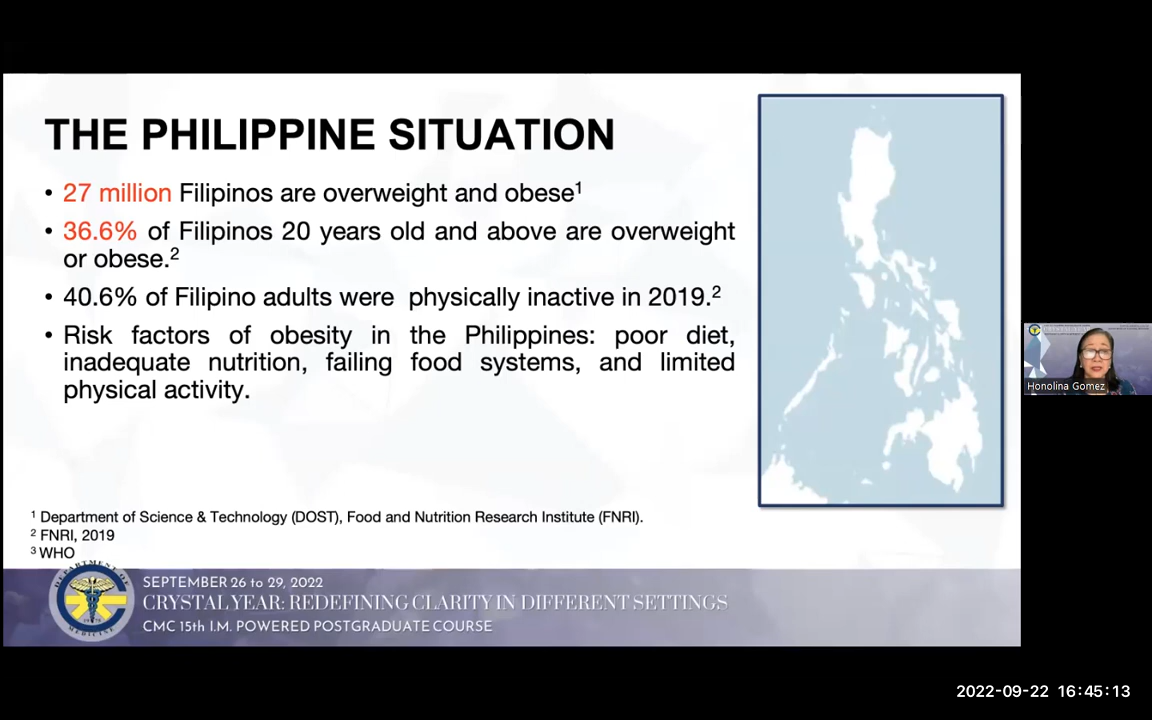 THE PHILIPPINE SITUATION
• 27 million Filipinos are overweight and obese¹
• 36.6% of Filipinos 20 years old and above are overweight
or obese.²
• 40.6% of Filipino adults were physically inactive in 2019.²
• Risk factors of obesity in the Philippines: poor diet,
inadequate nutrition, failing food systems, and limited
physical activity.
Honolina Gomez
¹ Department of Science & Technology (DOST), Food and Nutrition Research Institute (FNRI).
² FNRI, 2019
³ WHO
DEPARTMENT OF
MEDICINE
SEPTEMBER 26 to 29, 2022
CRYSTAL YEAR: REDEFINING CLARITY IN DIFFERENT SETTINGS
CMC 15th I.M. POWERED POSTGRADUATE COURSE
2022-09-22 16:45:13